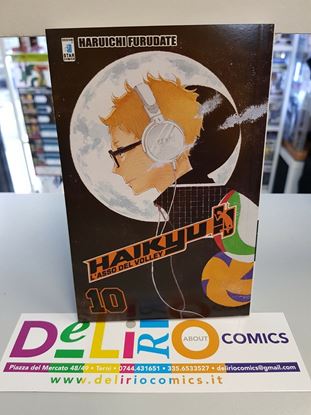 HARUICHI FURUDATE
STAR
HAIKYU!!
L'ASSO DEL VOLLEY
10
DeLiRiO
ABOUT
COMICS
Piazza del Mercato 48/49 • Terni • 0744.431651 • 335.6533527 • deliriocomics@gmail.com
www.deliriocomics.it